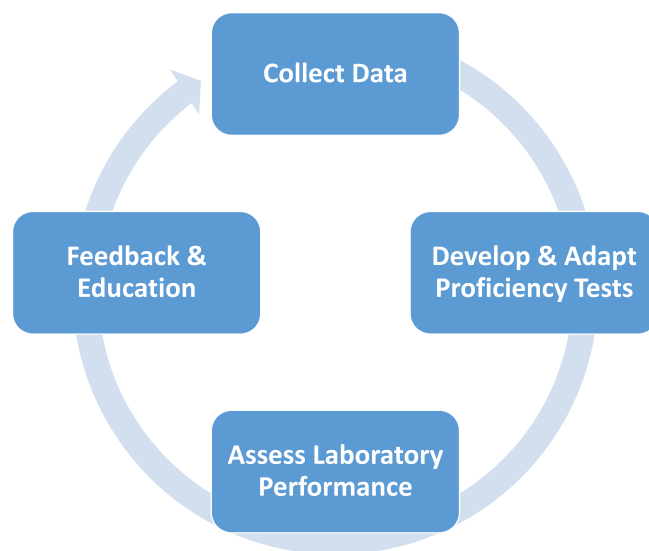 Collect Data
Develop & Adapt
Proficiency Tests
Assess Laboratory
Performance
Feedback &
Education